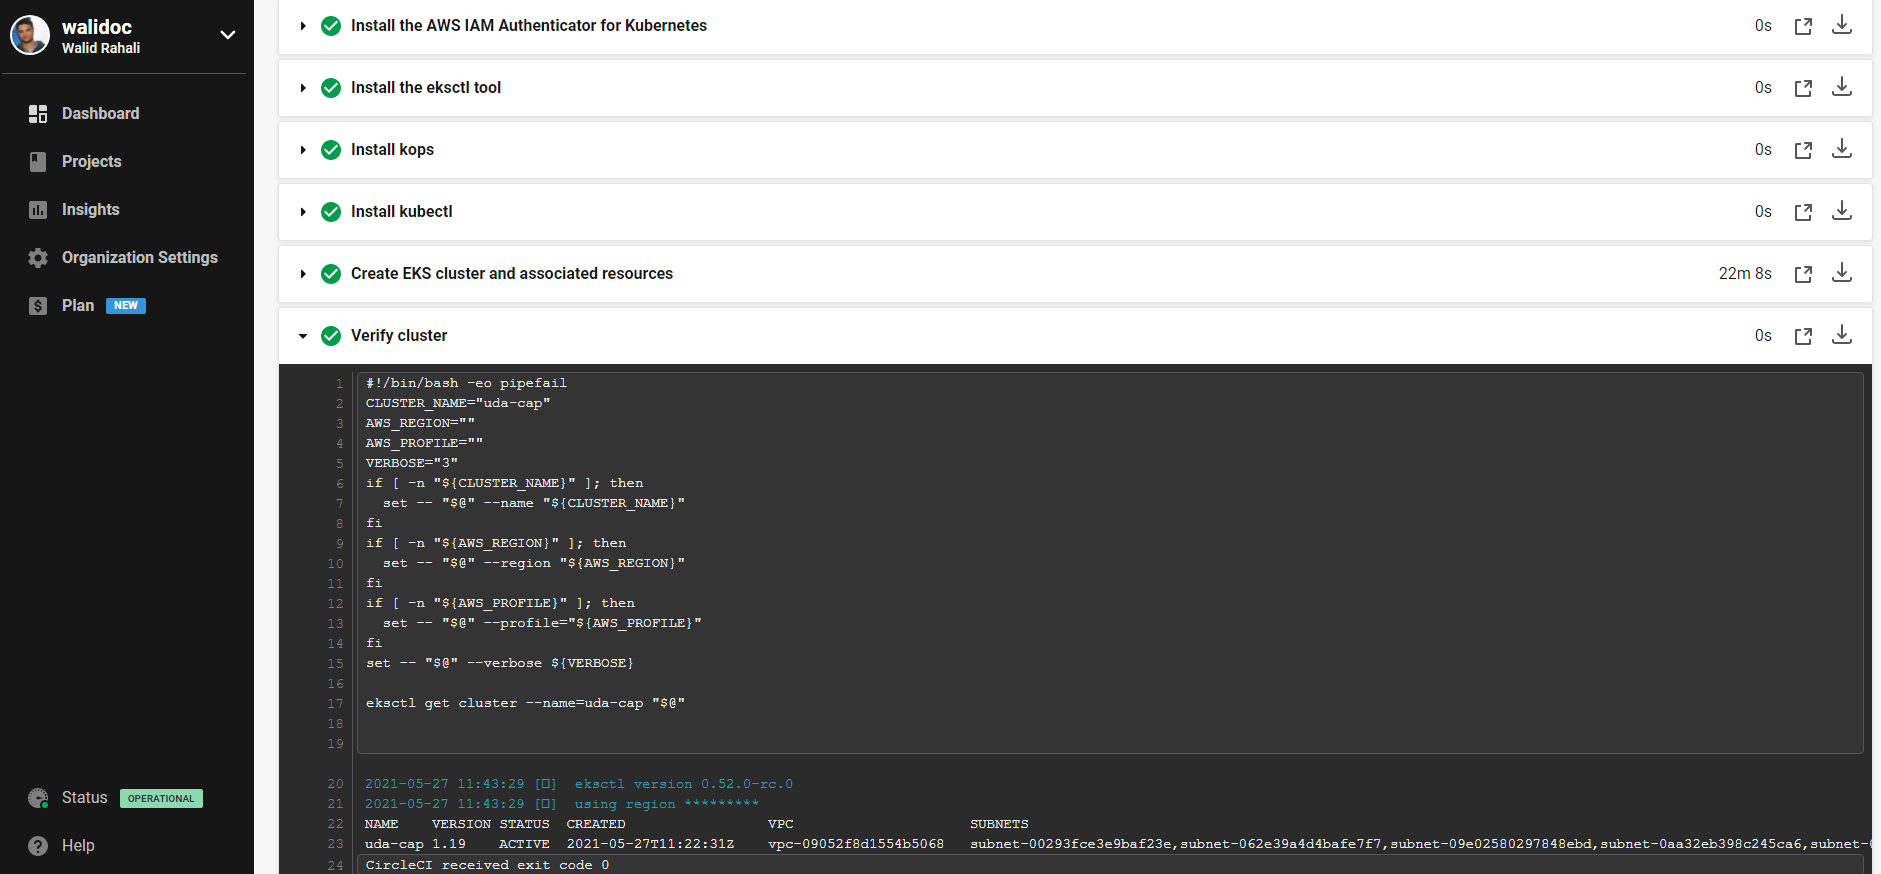 walidoc
Walid Rahali
Dashboard
Projects
Insights
Organization Settings
Plan NEW
Status OPERATIONAL
Help
Install the AWS IAM Authenticator for Kubernetes 0s
Install the eksctl tool 0s
Install kops 0s
Install kubectl 0s
Create EKS cluster and associated resources 22m 8s
Verify cluster 0s
1 #!/bin/bash -eo pipefail
2 CLUSTER_NAME="uda-cap"
3 AWS_REGION=""
4 AWS_PROFILE=""
5 VERBOSE="3"
6 if [ -n "${CLUSTER_NAME}" ]; then
7 set -- "$@" --name "${CLUSTER_NAME}"
8 fi
9 if [ -n "${AWS_REGION}" ]; then
10 set -- "$@" --region "${AWS_REGION}"
11 fi
12 if [ -n "${AWS_PROFILE}" ]; then
13 set -- "$@" --profile="${AWS_PROFILE}"
14 fi
15 set -- "$@" --verbose ${VERBOSE}
16
17 eksctl get cluster --name=uda-cap "$@"
18
19
20 2021-05-27 11:43:29 [▯] eksctl version 0.52.0-rc.0
21 2021-05-27 11:43:29 [▯] using region *********
22 NAME VERSION STATUS CREATED VPC SUBNETS
23 uda-cap 1.19 ACTIVE 2021-05-27T11:22:31Z vpc-09052f8d1554b5068 subnet-00293fce3e9baf23e,subnet-062e39a4d4bafe7f7,subnet-09e02580297848ebd,subnet-0aa32eb398c245ca6,subnet-
24 CircleCI received exit code 0